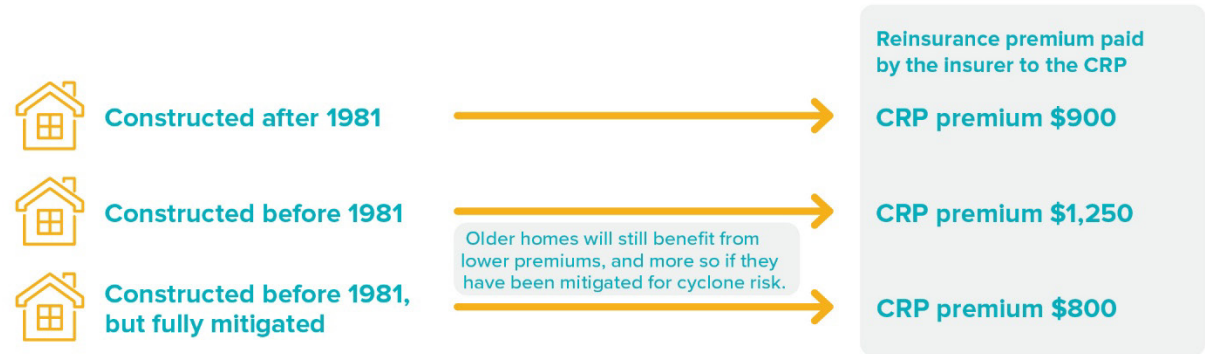 Reinsurance premium paid
by the insurer to the CRP
Constructed after 1981
CRP premium $900
Constructed before 1981
CRP premium $1,250
Older homes will still benefit from
lower premiums, and more so if they
have been mitigated for cyclone risk.
Constructed before 1981,
but fully mitigated
CRP premium $800